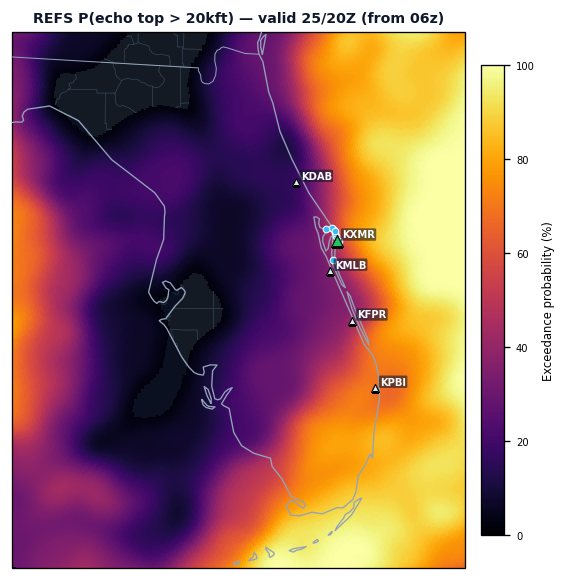 REFS P(echo top > 20kft) — valid 25/20Z (from 06z)
KDAB
KXMR
KMLB
KFPR
KPBI
100
80
60
40
20
0
Exceedance probability (%)